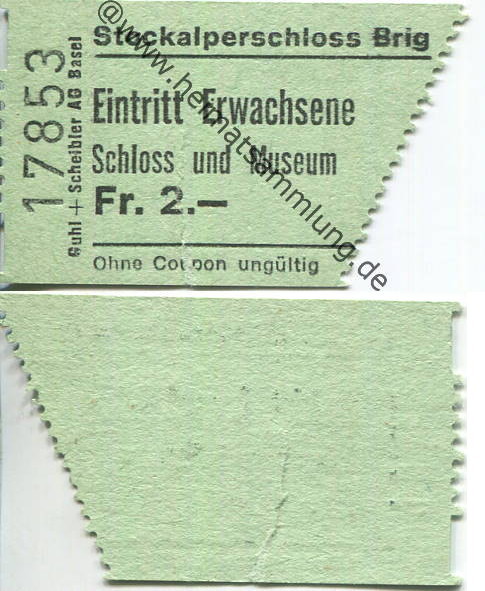 Stockalperschloss Brig
Eintritt Erwachsene
Schloss und Museum
Fr. 2.—
Ohne Coupon ungültig
17853
Guhl + Scheibler AG Basel
@www.heimatsammlung.de